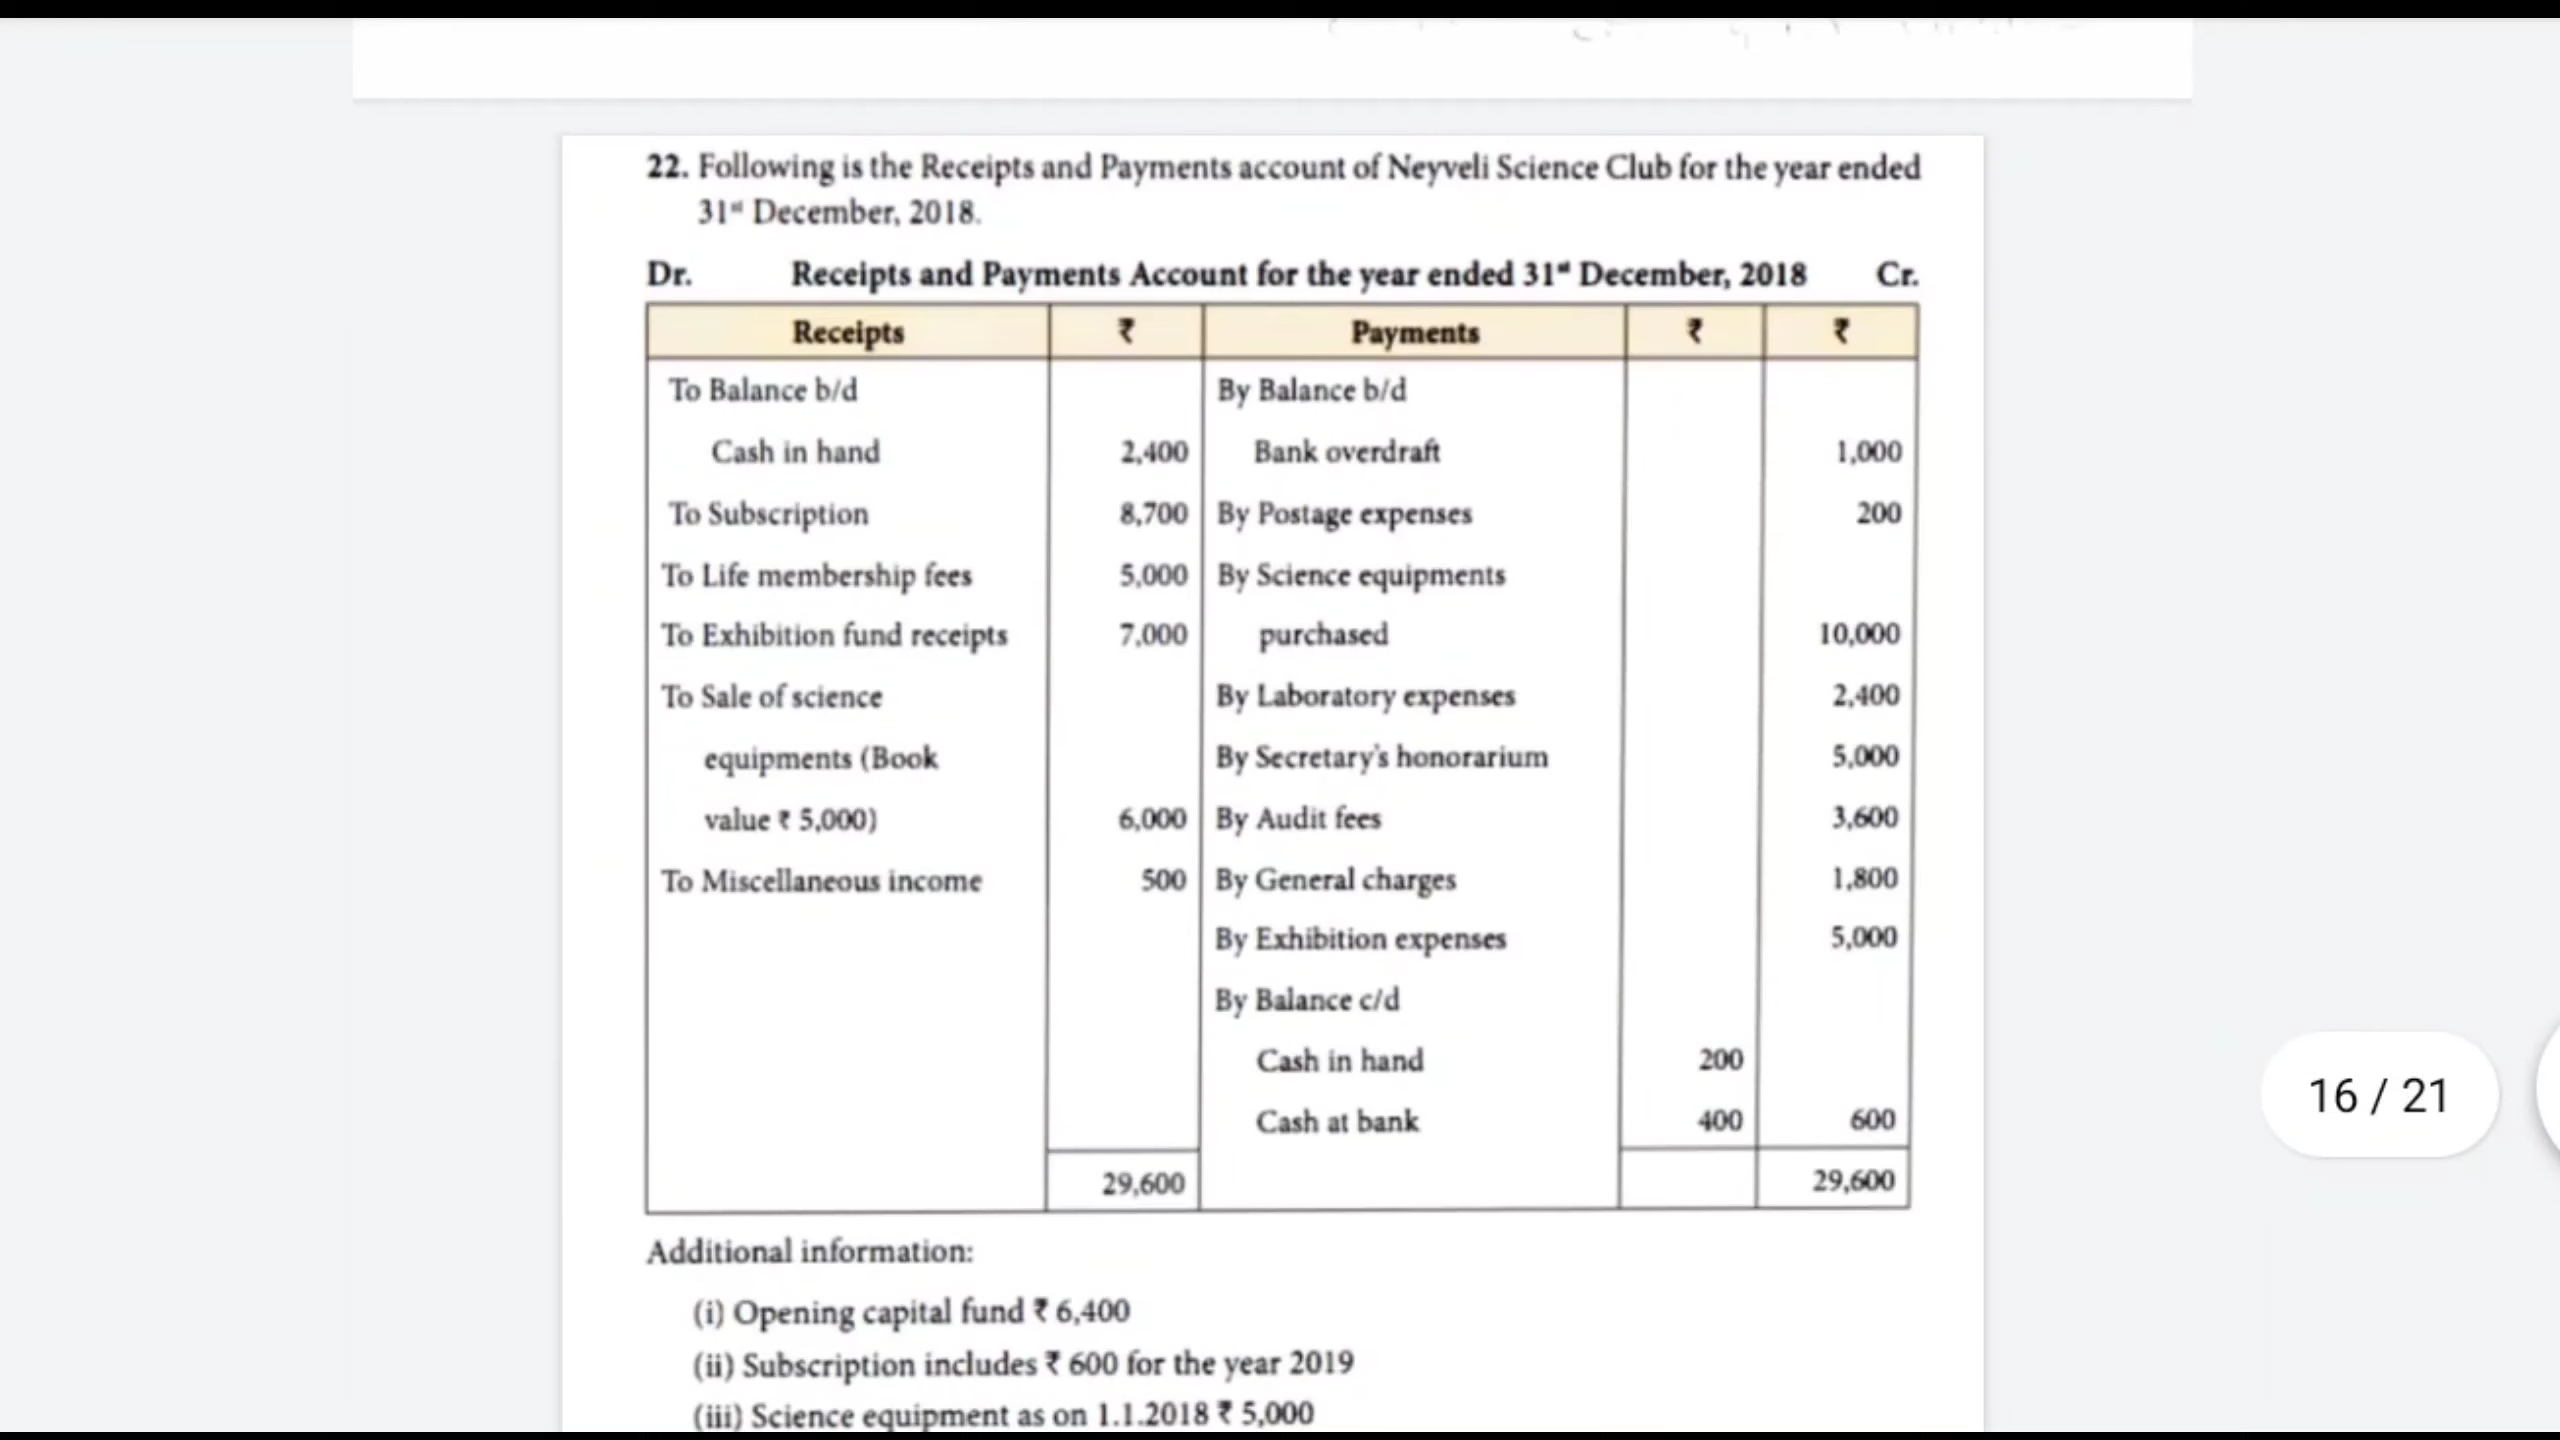 22. Following is the Receipts and Payments account of Neyveli Science Club for the year ended
31st December, 2018.
Dr. Receipts and Payments Account for the year ended 31st December, 2018 Cr.
Receipts ₹ Payments ₹ ₹
To Balance b/d By Balance b/d
Cash in hand 2,400 Bank overdraft 1,000
To Subscription 8,700 By Postage expenses 200
To Life membership fees 5,000 By Science equipments
To Exhibition fund receipts 7,000 purchased 10,000
To Sale of science By Laboratory expenses 2,400
equipments (Book By Secretary's honorarium 5,000
value ₹ 5,000) 6,000 By Audit fees 3,600
To Miscellaneous income 500 By General charges 1,800
By Exhibition expenses 5,000
By Balance c/d
Cash in hand 200
Cash at bank 400 600
29,600 29,600
Additional information:
(i) Opening capital fund ₹ 6,400
(ii) Subscription includes ₹ 600 for the year 2019
(iii) Science equipment as on 1.1.2018 ₹ 5,000
16 / 21